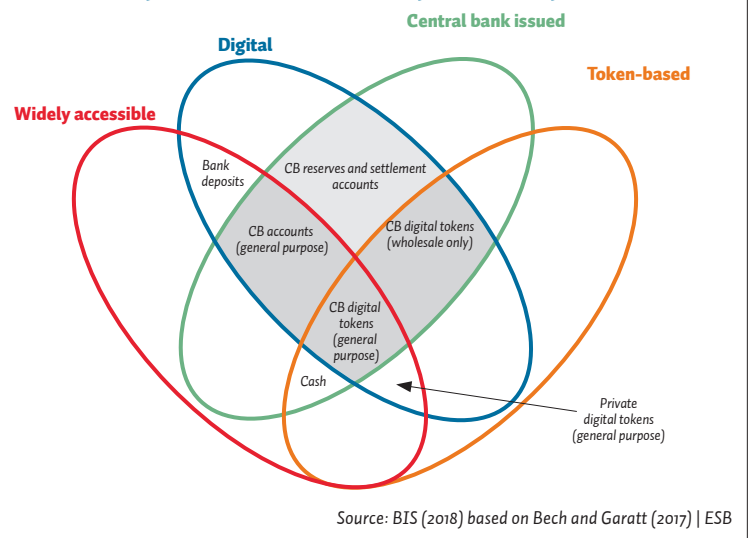 Central bank issued
Digital
Token-based
Widely accessible
Bank
deposits
CB reserves and settlement
accounts
CB accounts
(general purpose)
CB digital tokens
(wholesale only)
CB digital
tokens
(general
purpose)
Cash
Private
digital tokens
(general purpose)
Source: BIS (2018) based on Bech and Garatt (2017) | ESB